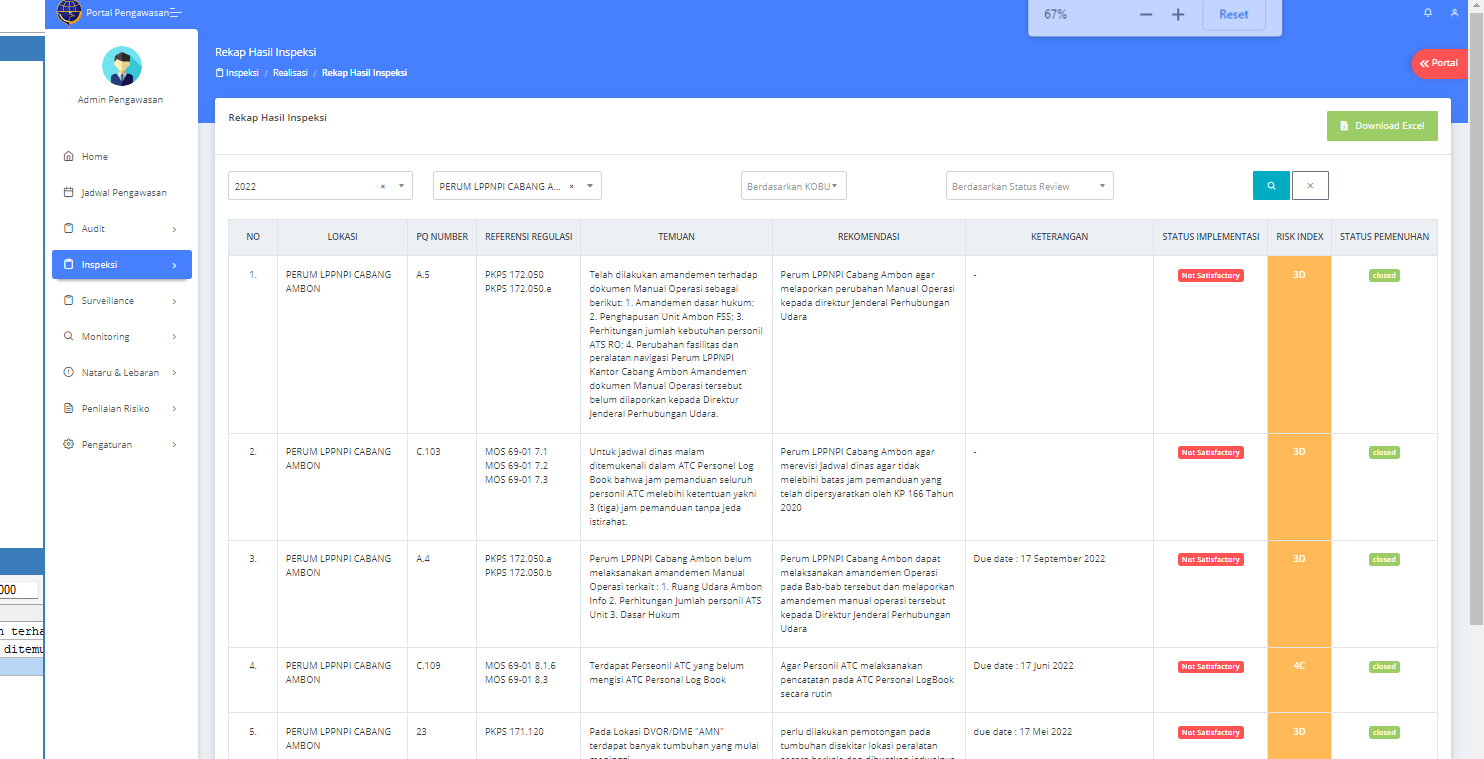 Portal Pengawasan
67%
Reset
Rekap Hasil Inspeksi
Inspeksi / Realisasi / Rekap Hasil Inspeksi
Portal
Admin Pengawasan
Home
Jadwal Pengawasan
Audit
Inspeksi
Surveillance
Monitoring
Nataru & Lebaran
Penilaian Risiko
Pengaturan
000
n terha
ditemu
Rekap Hasil Inspeksi
Download Excel
2022 ×
PERUM LPPNPI CABANG A... ×
Berdasarkan KOBU
Berdasarkan Status Review
×
NO LOKASI PQ NUMBER REFERENSI REGULASI TEMUAN REKOMENDASI KETERANGAN STATUS IMPLEMENTASI RISK INDEX STATUS PEMENUHAN
1. PERUM LPPNPI CABANG A.5 PKPS 172.050 Telah dilakukan amandemen terhadap Perum LPPNPI Cabang Ambon agar - Not Satisfactory 3D closed
AMBON PKPS 172.050.e dokumen Manual Operasi sebagai melaporkan perubahan Manual Operasi
berikut: 1. Amandemen dasar hukum; kepada direktur Jenderal Perhubungan
2. Penghapusan Unit Ambon FSS; 3. Udara
Perhitungan jumlah kebutuhan personil
ATS RO; 4. Perubahan fasilitas dan
peralatan navigasi Perum LPPNPI
Kantor Cabang Ambon Amandemen
dokumen Manual Operasi tersebut
belum dilaporkan kepada Direktur
Jenderal Perhubungan Udara.
2. PERUM LPPNPI CABANG C.103 MOS 69-01 7.1 Untuk jadwal dinas malam Perum LPPNPI Cabang Ambon agar - Not Satisfactory 3D closed
AMBON MOS 69-01 7.2 ditemukenali dalam ATC Personel Log merevisi Jadwal dinas agar tidak
MOS 69-01 7.3 Book bahwa jam pemanduan seluruh melebihi batas jam pemanduan yang
personil ATC melebihi ketentuan yakni telah dipersyaratkan oleh KP 166 Tahun
3 (tiga) jam pemanduan tanpa jeda 2020
istirahat.
3. PERUM LPPNPI CABANG A.4 PKPS 172.050.a Perum LPPNPI Cabang Ambon belum Perum LPPNPI Cabang Ambon dapat Due date : 17 September 2022 Not Satisfactory 3D closed
AMBON PKPS 172.050.b melaksanakan amandemen Manual melaksanakan amandemen Operasi
Operasi terkait : 1. Ruang Udara Ambon pada Bab-bab tersebut dan melaporkan
Info 2. Perhitungan Jumlah personil ATS amandemen manual operasi tersebut
Unit 3. Dasar Hukum kepada Direktur Jenderal Perhubungan
Udara
4. PERUM LPPNPI CABANG C.109 MOS 69-01 8.1.6 Terdapat Perseonil ATC yang belum Agar Personil ATC melaksanakan Due date : 17 Juni 2022 Not Satisfactory 4C closed
AMBON MOS 69-01 8.3 mengisi ATC Personal Log Book pencatatan pada ATC Personal LogBook
secara rutin
5. PERUM LPPNPI CABANG 23 PKPS 171.120 Pada Lokasi DVOR/DME "AMN" perlu dilakukan pemotongan pada due date : 17 Mei 2022 Not Satisfactory 3D closed
AMBON terdapat banyak tumbuhan yang mulai tumbuhan disekitar lokasi peralatan
meninggi secara berkala dan dibuatkan jadwalnya